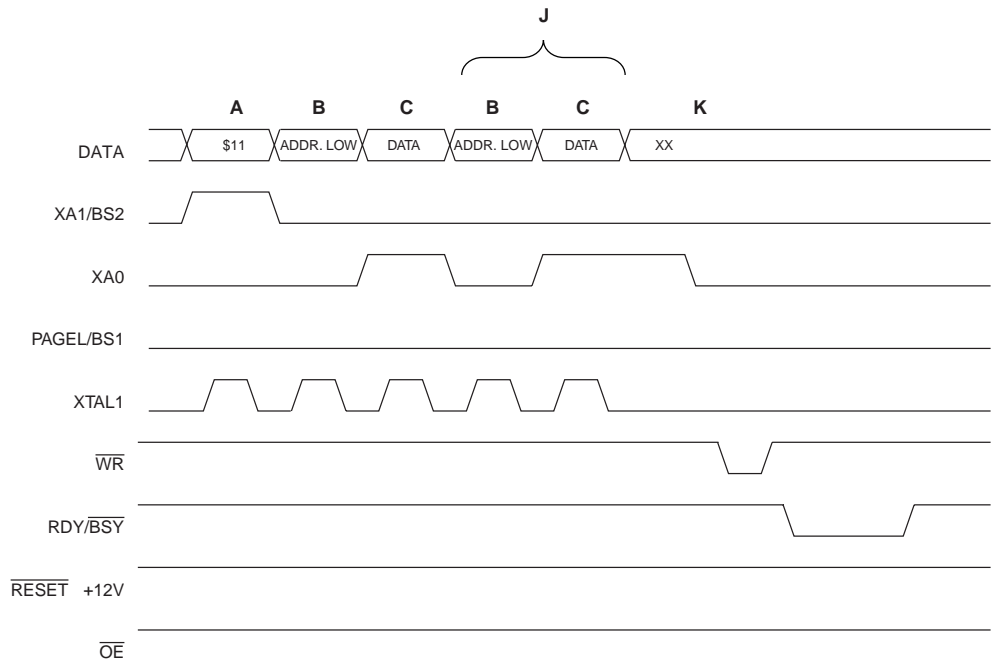 J
A B C B C K
DATA $11 ADDR. LOW DATA ADDR. LOW DATA XX
XA1/BS2
XA0
PAGEL/BS1
XTAL1
WR
RDY/BSY
RESET +12V
OE